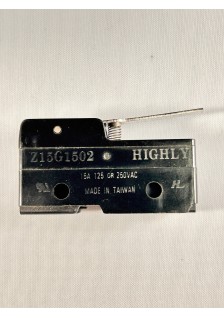 Z15G1502 HIGHLY
15A 125 OR 250VAC
MADE IN TAIWAN